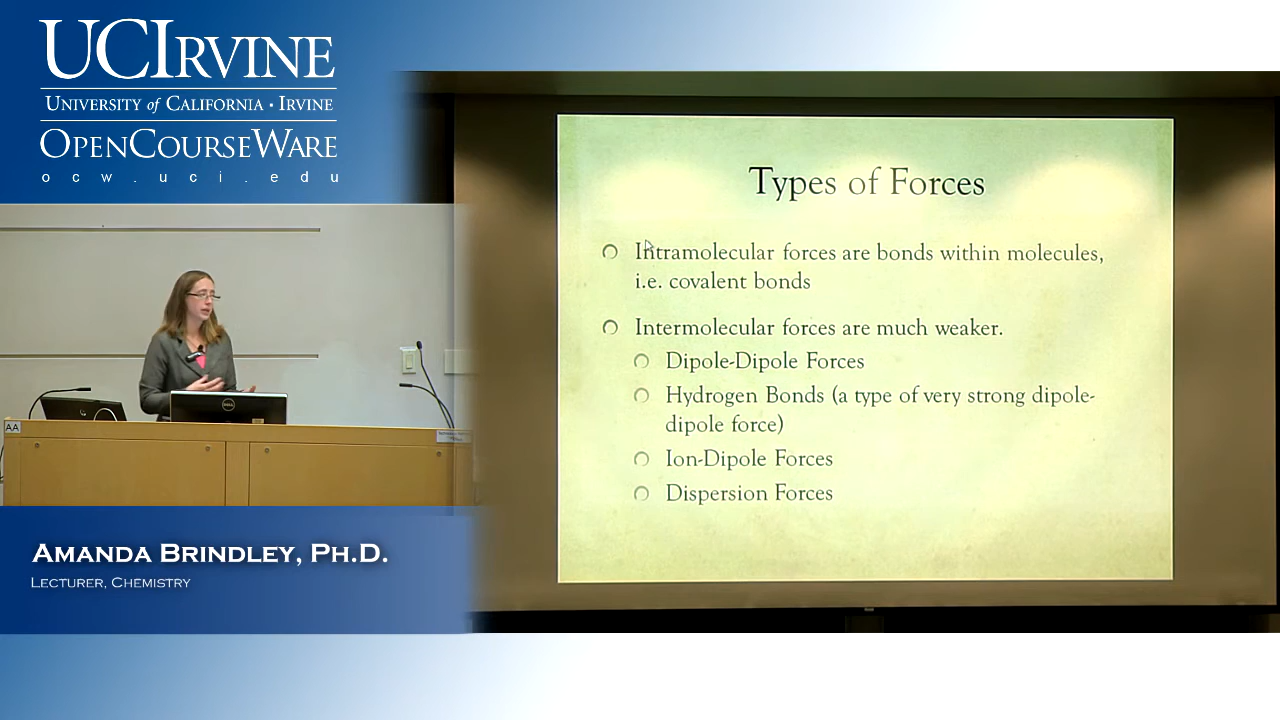 UCIRVINE
UNIVERSITY of CALIFORNIA • IRVINE
OPENCOURSEWARE
ocw.uci.edu
AA
DELL
AMANDA BRINDLEY, PH.D.
LECTURER, CHEMISTRY
Types of Forces
Intramolecular forces are bonds within molecules,
i.e. covalent bonds
Intermolecular forces are much weaker.
Dipole-Dipole Forces
Hydrogen Bonds (a type of very strong dipole-
dipole force)
Ion-Dipole Forces
Dispersion Forces